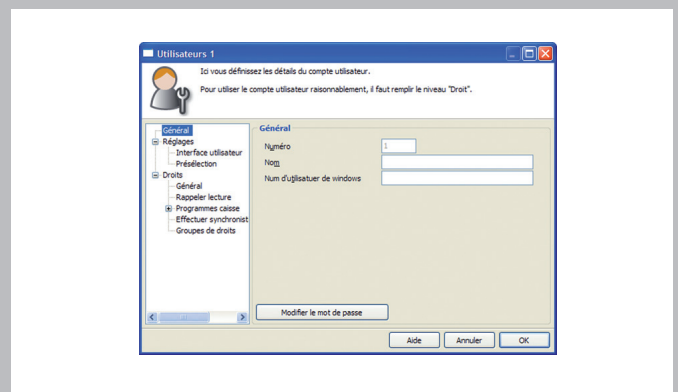 Utilisateurs 1
Ici vous définissez les détails du compte utilisateur.
Pour utiliser le compte utilisateur raisonnablement, il faut remplir le niveau "Droit".
Général
Réglages
Interface utilisateur
Présélection
Droits
Général
Rappeler lecture
Programmes caisse
Effectuer synchronist
Groupes de droits
Général
Numéro
1
Nom
Num d'utilisatuer de windows
Modifier le mot de passe
Aide
Annuler
OK